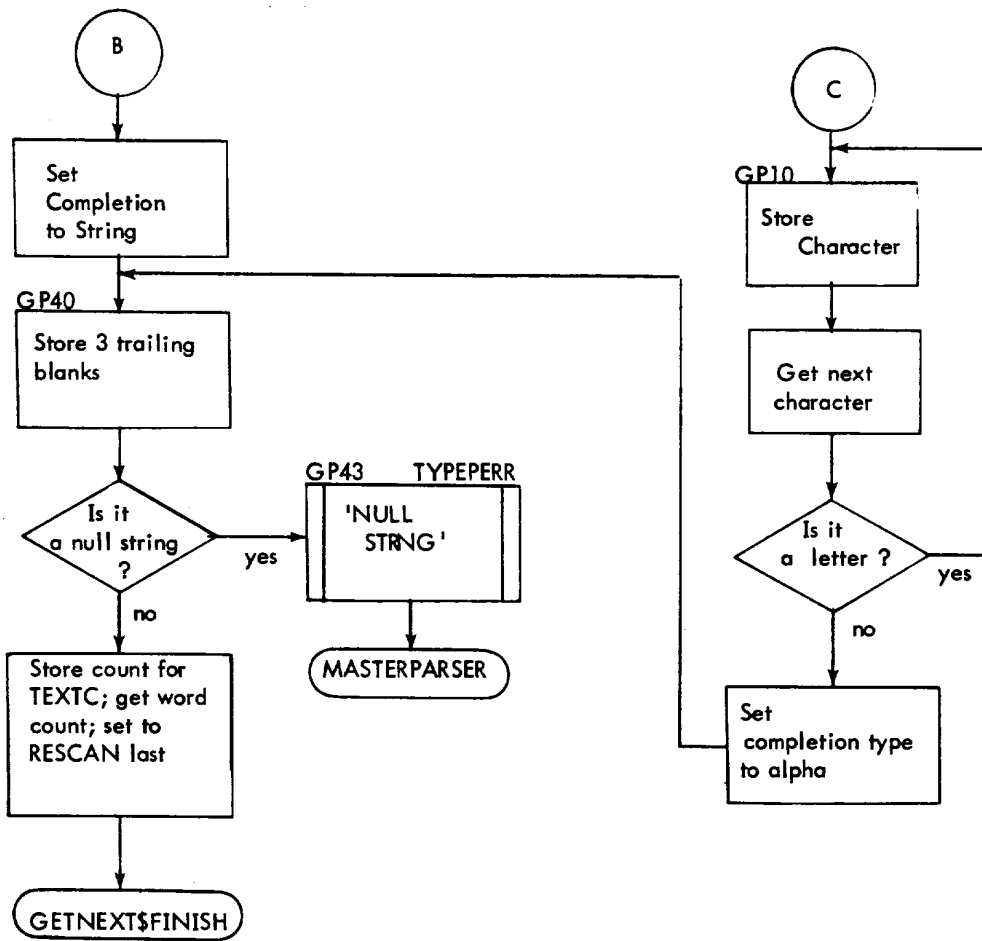 B
Set
Completion
to String
GP40
Store 3 trailing
blanks
Is it
a null string
?
yes
no
GP43 TYPEPERR
'NULL
STRNG'
MASTERPARSER
Store count for
TEXTC; get word
count; set to
RESCAN last
GETNEXT$FINISH
C
GP10
Store
Character
Get next
character
Is it
a letter ?
yes
no
Set
completion type
to alpha